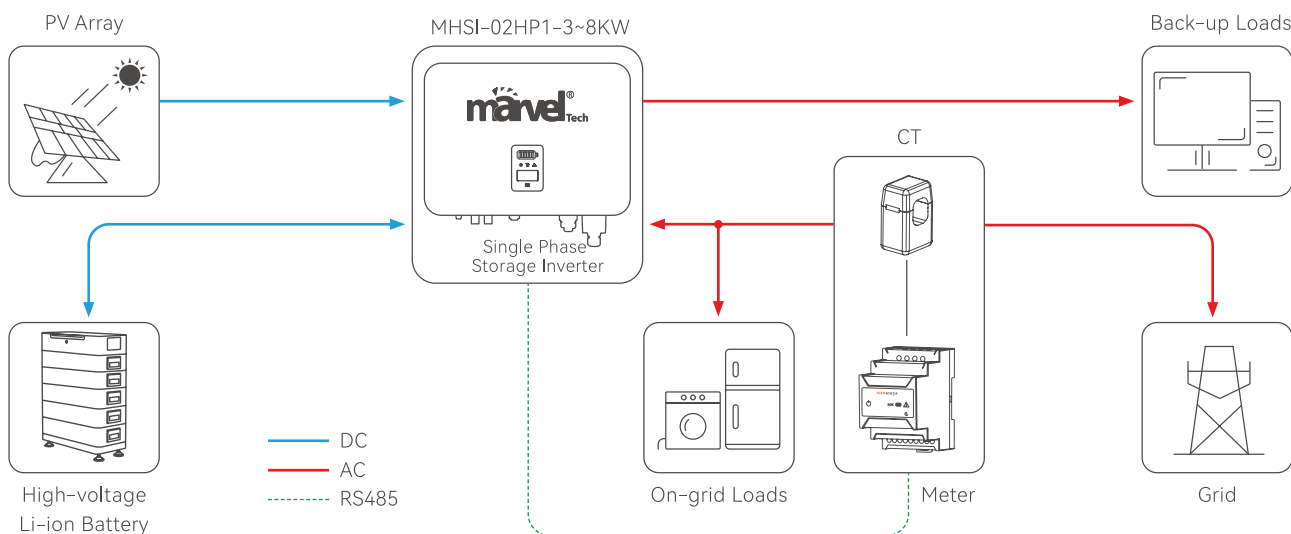 PV Array
MHSI-02HP1-3~8KW
Back-up Loads
marvel®
Tech
CT
Single Phase
Storage Inverter
DC
AC
RS485
High-voltage
Li-ion Battery
On-grid Loads
Meter
Grid